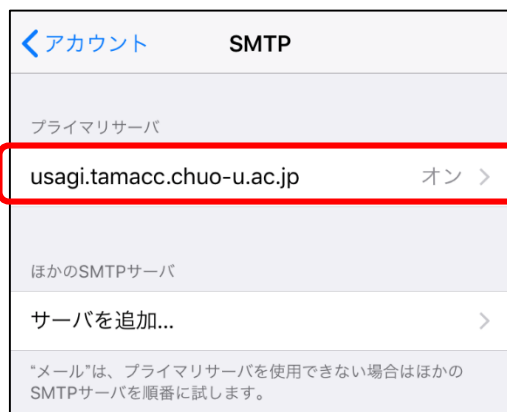 アカウント SMTP
プライマリサーバ
usagi.tamacc.chuo-u.ac.jp オン
ほかのSMTPサーバ
サーバを追加...
“メール”は、プライマリサーバを使用できない場合はほかの
SMTPサーバを順番に試します。